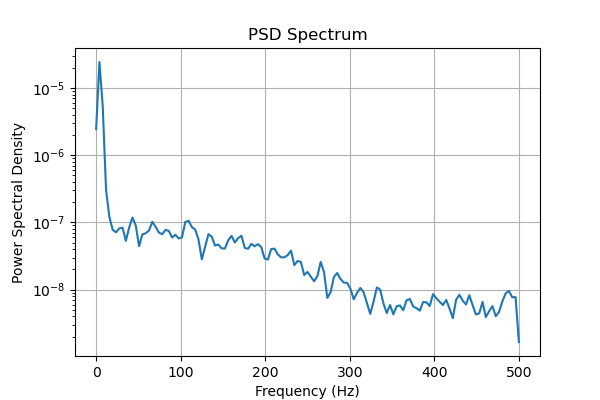 PSD Spectrum
Power Spectral Density
10⁻⁵
10⁻⁶
10⁻⁷
10⁻⁸
0 100 200 300 400 500
Frequency (Hz)